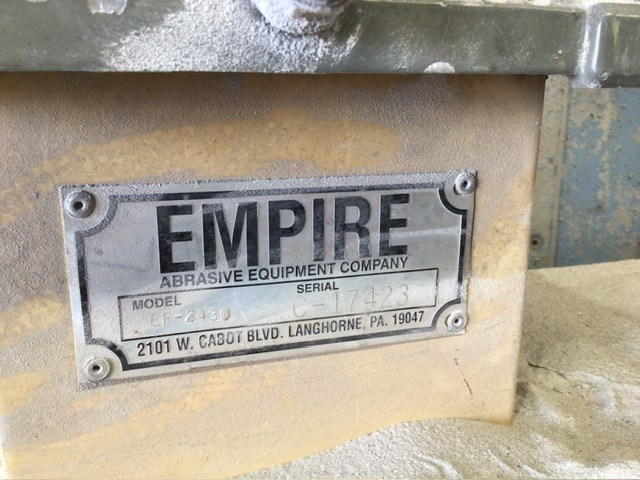 EMPIRE
ABRASIVE EQUIPMENT COMPANY
MODEL SERIAL
EF-2430 C-17423
2101 W. CABOT BLVD. LANGHORNE, PA. 19047